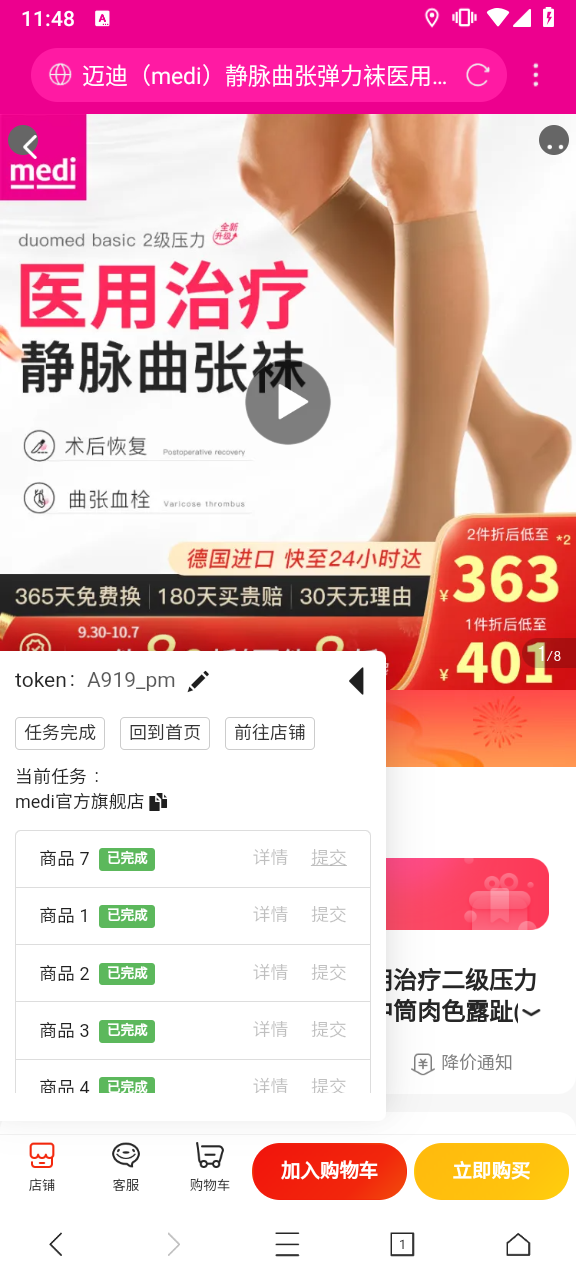 11:48
A
迈迪（medi）静脉曲张弹力袜医用...
medi
duomed basic 2级压力
全新
升级
医用治疗
静脉曲张袜
术后恢复 Postoperative recovery
曲张血栓 Varicose thrombus
德国进口 快至24小时达
2件折后低至 *2
¥363
365天免费换 180天买贵赔 30天无理由
1件折后低至
¥401
9.30-10.7
1/8
token： A919_pm
任务完成 回到首页 前往店铺
当前任务：
medi官方旗舰店
商品 7 已完成 详情 提交
商品 1 已完成 详情 提交
商品 2 已完成 详情 提交
商品 3 已完成 详情 提交
商品 4 已完成 详情 提交
治疗二级压力
筒肉色露趾(
降价通知
店铺 客服 购物车 加入购物车 立即购买
1